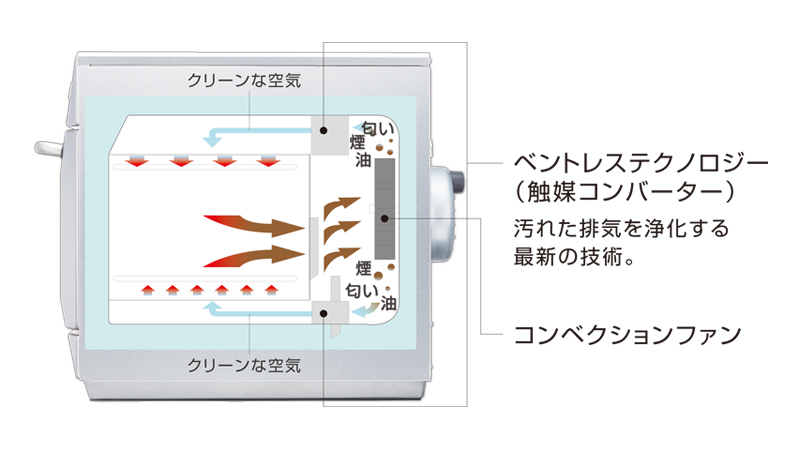 クリーンな空気
匂い
煙
油
ベントレステクノロジー
(触媒コンバーター)
汚れた排気を浄化する
最新の技術。
煙
匂い
油
コンベクションファン
クリーンな空気